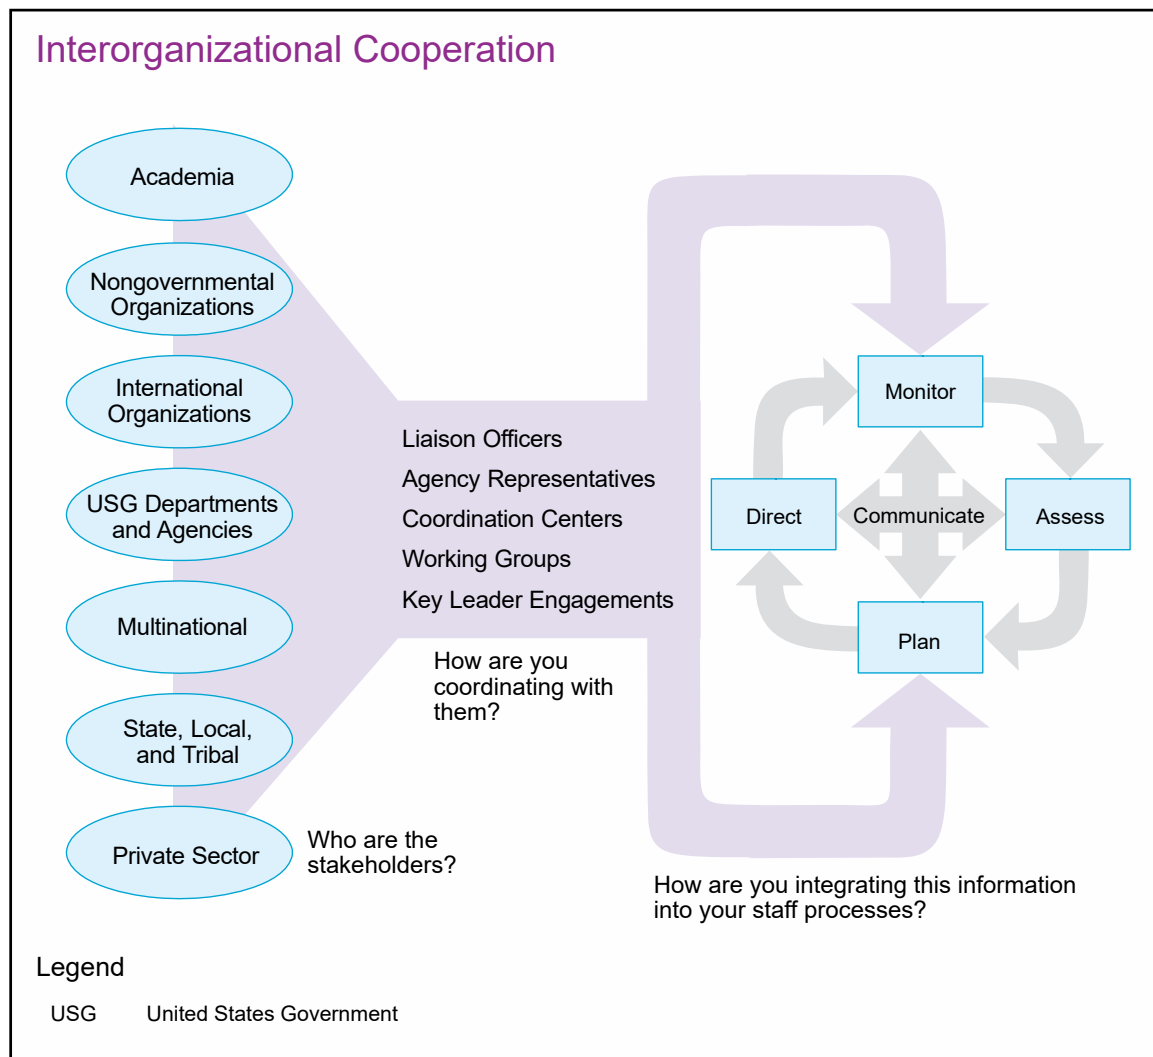 Interorganizational Cooperation
Academia
Nongovernmental
Organizations
International
Organizations
USG Departments
and Agencies
Multinational
State, Local,
and Tribal
Private Sector
Who are the
stakeholders?
Liaison Officers
Agency Representatives
Coordination Centers
Working Groups
Key Leader Engagements
How are you
coordinating with
them?
Monitor
Direct
Communicate
Assess
Plan
How are you integrating this information
into your staff processes?
Legend
USG United States Government